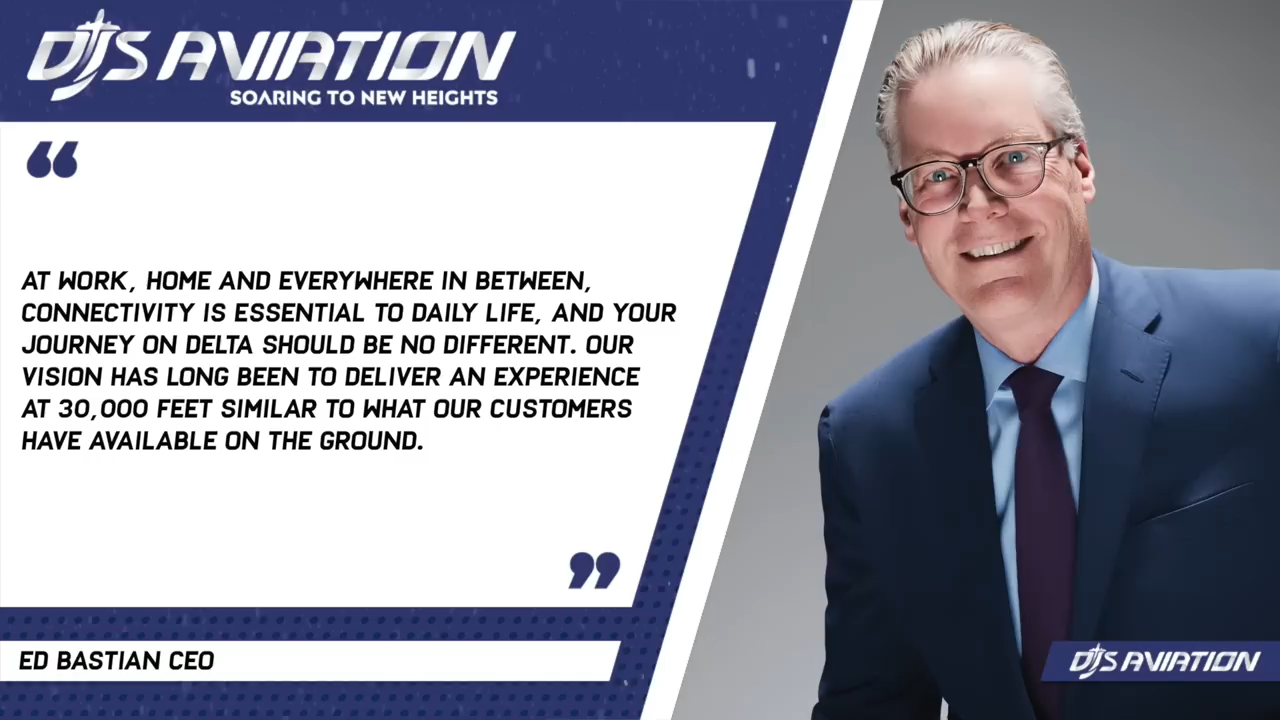 DJS AVIATION
SOARING TO NEW HEIGHTS
“
AT WORK, HOME AND EVERYWHERE IN BETWEEN,
CONNECTIVITY IS ESSENTIAL TO DAILY LIFE, AND YOUR
JOURNEY ON DELTA SHOULD BE NO DIFFERENT. OUR
VISION HAS LONG BEEN TO DELIVER AN EXPERIENCE
AT 30,000 FEET SIMILAR TO WHAT OUR CUSTOMERS
HAVE AVAILABLE ON THE GROUND.
”
ED BASTIAN CEO
DJS AVIATION